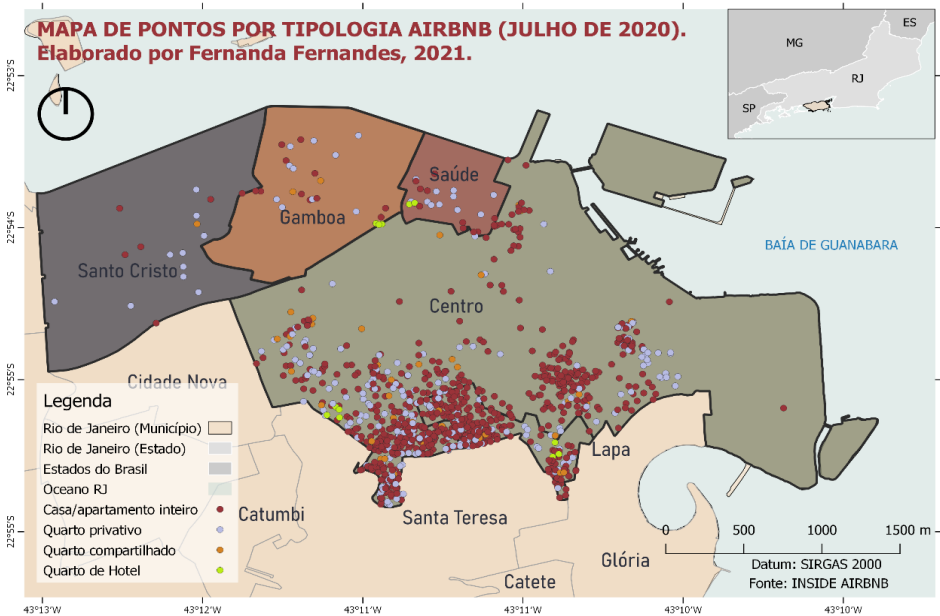 MAPA DE PONTOS POR TIPOLOGIA AIRBNB (JULHO DE 2020).
Elaborado por Fernanda Fernandes, 2021.
ES
MG
RJ
SP
22°53'S
Saúde
Gamboa
22°54'S
BAÍA DE GUANABARA
Santo Cristo
Centro
22°55'S
Cidade Nova
Legenda
Rio de Janeiro (Município)
Rio de Janeiro (Estado)
Estados do Brasil
Oceano RJ
Casa/apartamento inteiro
Quarto privativo
Quarto compartilhado
Quarto de Hotel
Lapa
Catumbi
Santa Teresa
22°55'S
0 500 1000 1500 m
Glória
Datum: SIRGAS 2000
Catete
Fonte: INSIDE AIRBNB
43°13'W 43°12'W 43°11'W 43°11'W 43°10'W 43°9'W